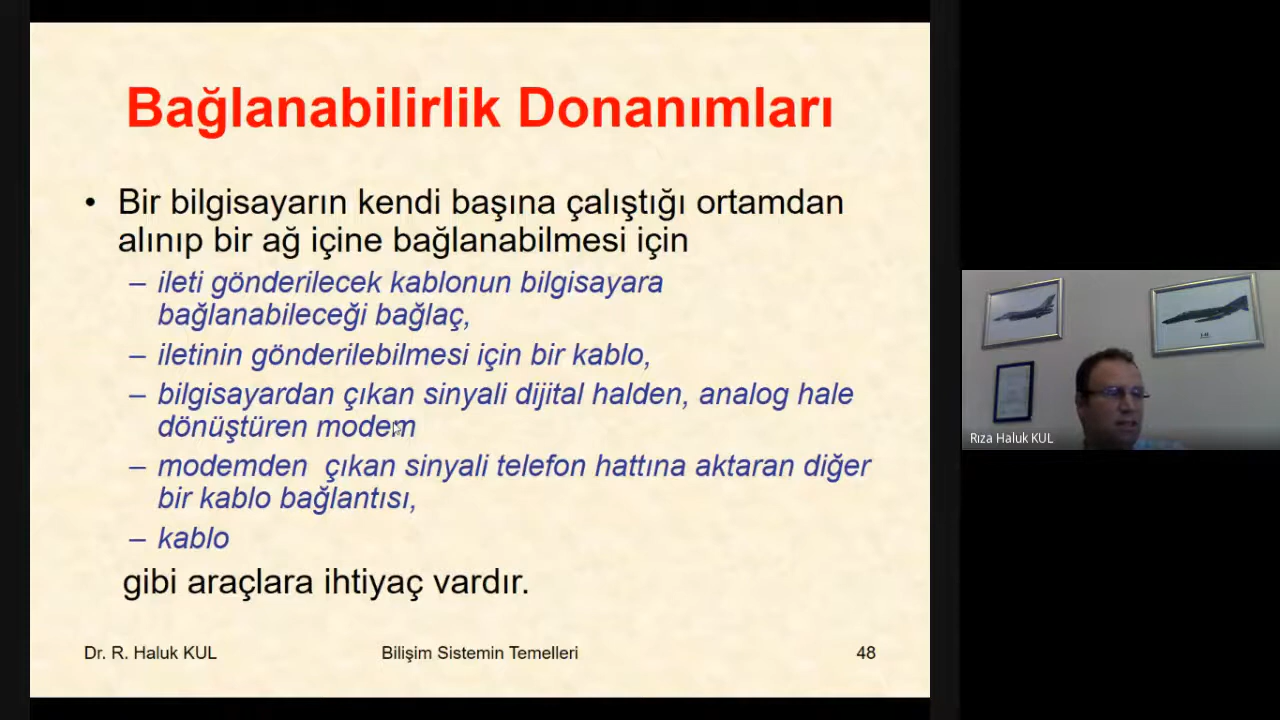 Bağlanabilirlik Donanımları
• Bir bilgisayarın kendi başına çalıştığı ortamdan
alınıp bir ağ içine bağlanabilmesi için
– ileti gönderilecek kablonun bilgisayara
bağlanabileceği bağlaç,
– iletinin gönderilebilmesi için bir kablo,
– bilgisayardan çıkan sinyali dijital halden, analog hale
dönüştüren modem
– modemden çıkan sinyali telefon hattına aktaran diğer
bir kablo bağlantısı,
– kablo
gibi araçlara ihtiyaç vardır.
Dr. R. Haluk KUL
Bilişim Sistemin Temelleri
48
Rıza Haluk KUL